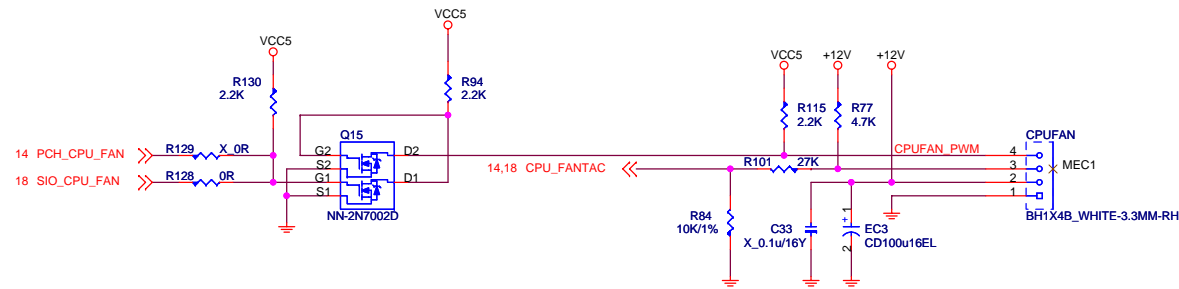 VCC5
VCC5
R130
2.2K
R94
2.2K
VCC5
+12V
+12V
R115
2.2K
R77
4.7K
14 PCH_CPU_FAN
R129
X_0R
18 SIO_CPU_FAN
R128
0R
Q15
G2
S2
G1
S1
D2
D1
NN-2N7002D
14,18 CPU_FANTAC
R101
27K
CPUFAN_PWM
CPUFAN
4
3
2
1
MEC1
BH1X4B_WHITE-3.3MM-RH
R84
10K/1%
C33
X_0.1u/16Y
+
1
2
EC3
CD100u16EL